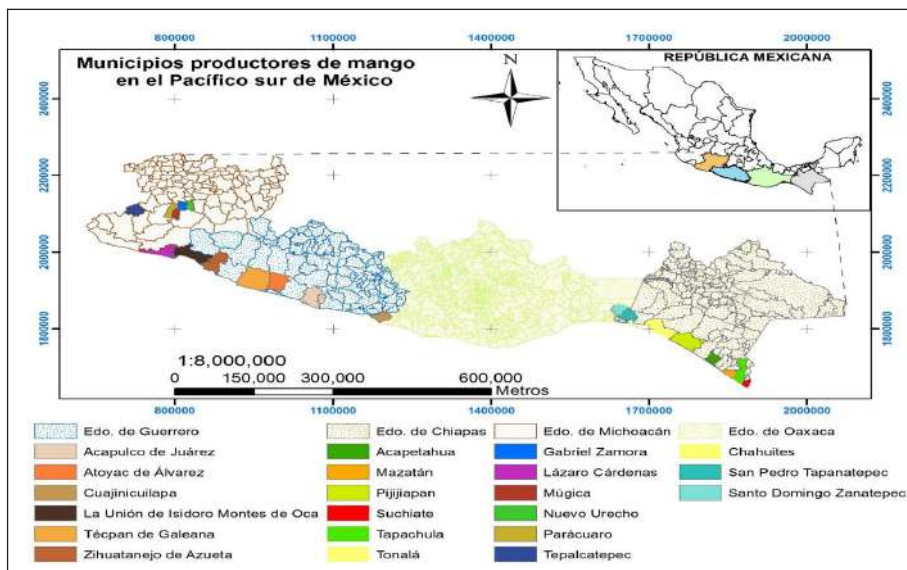 800000 1100000 1400000 1700000 2000000
Municipios productores de mango
en el Pacífico sur de México
N
REPÚBLICA MEXICANA
2400000
2200000
2000000
1800000
2400000
2200000
2000000
1800000
1:8,000,000
0 150,000 300,000 600,000
Metros
800000 1100000 1400000 1700000 2000000
Edo. de Guerrero
Acapulco de Juárez
Atoyac de Álvarez
Cuajinicuilapa
La Unión de Isidoro Montes de Oca
Técpan de Galeana
Zihuatanejo de Azueta
Edo. de Chiapas
Acapetahua
Mazatán
Pijijiapan
Suchiate
Tapachula
Tonalá
Edo. de Michoacán
Gabriel Zamora
Lázaro Cárdenas
Múgica
Nuevo Urecho
Parácuaro
Tepalcatepec
Edo. de Oaxaca
Chahuites
San Pedro Tapanatepec
Santo Domingo Zanatepec